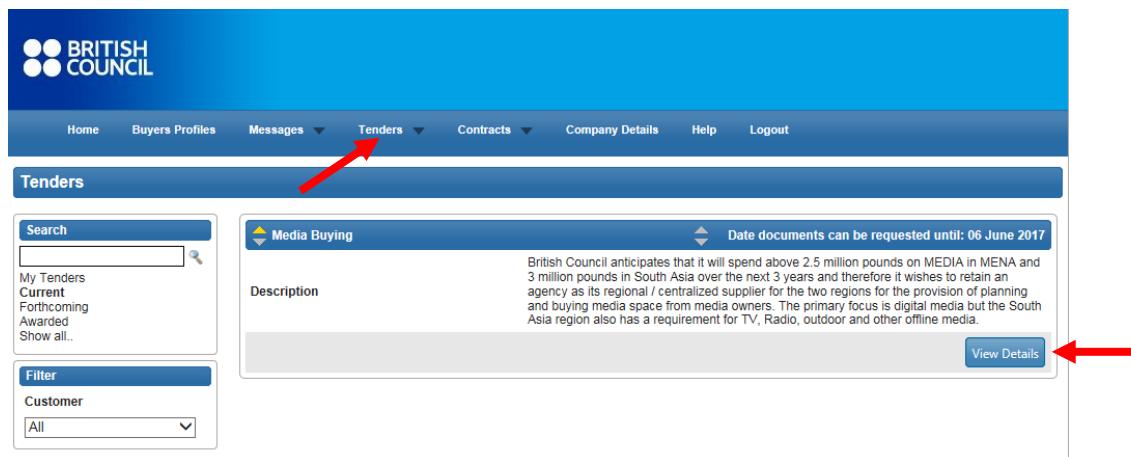 BRITISH
COUNCIL
Home Buyers Profiles Messages Tenders Contracts Company Details Help Logout
Tenders
Search
My Tenders
Current
Forthcoming
Awarded
Show all..
Filter
Customer
All
Media Buying Date documents can be requested until: 06 June 2017
Description
British Council anticipates that it will spend above 2.5 million pounds on MEDIA in MENA and
3 million pounds in South Asia over the next 3 years and therefore it wishes to retain an
agency as its regional / centralized supplier for the two regions for the provision of planning
and buying media space from media owners. The primary focus is digital media but the South
Asia region also has a requirement for TV, Radio, outdoor and other offline media.
View Details